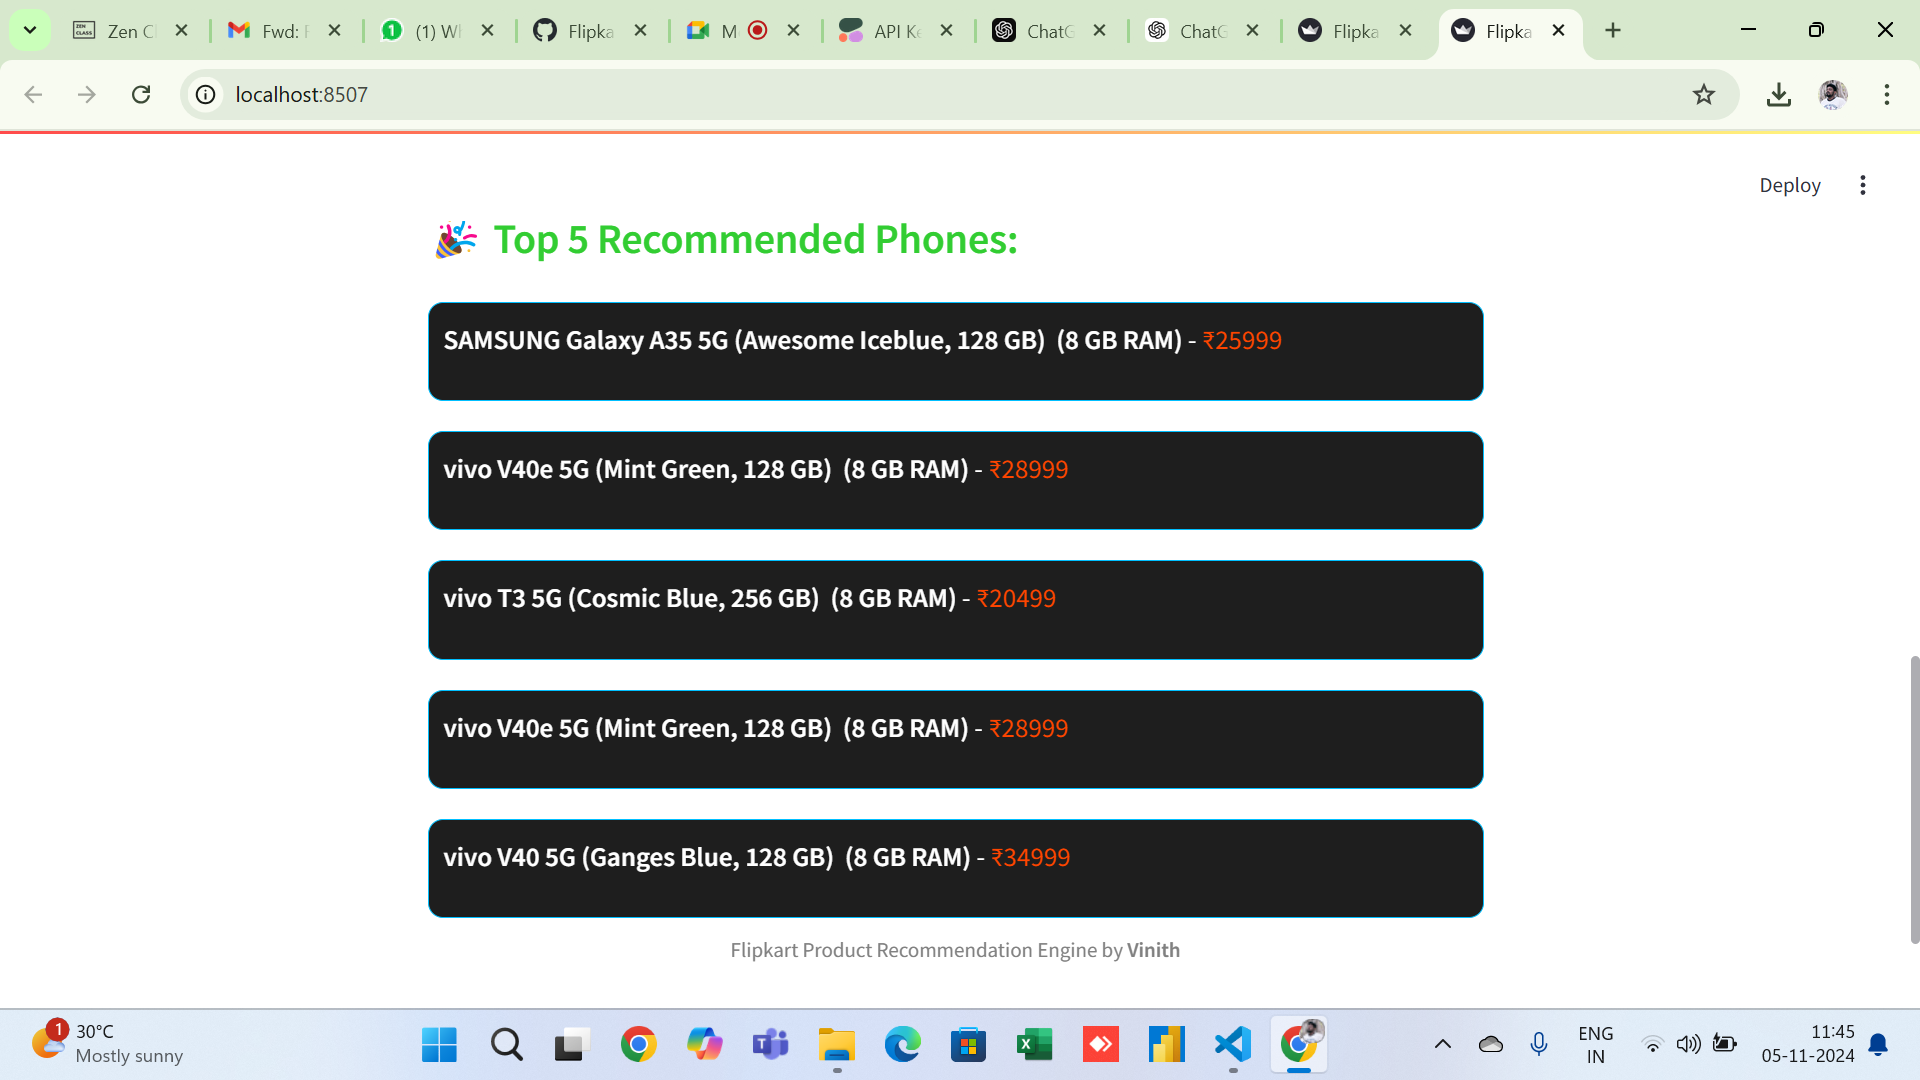 Zen C
Fwd: F
(1) Wh
Flipka
M
API Ke
ChatG
ChatG
Flipka
Flipka
localhost:8507
Deploy
Top 5 Recommended Phones:
SAMSUNG Galaxy A35 5G (Awesome Iceblue, 128 GB) (8 GB RAM) - ₹25999
vivo V40e 5G (Mint Green, 128 GB) (8 GB RAM) - ₹28999
vivo T3 5G (Cosmic Blue, 256 GB) (8 GB RAM) - ₹20499
vivo V40e 5G (Mint Green, 128 GB) (8 GB RAM) - ₹28999
vivo V40 5G (Ganges Blue, 128 GB) (8 GB RAM) - ₹34999
Flipkart Product Recommendation Engine by Vinith
1
30°C
Mostly sunny
ENG
IN
11:45
05-11-2024